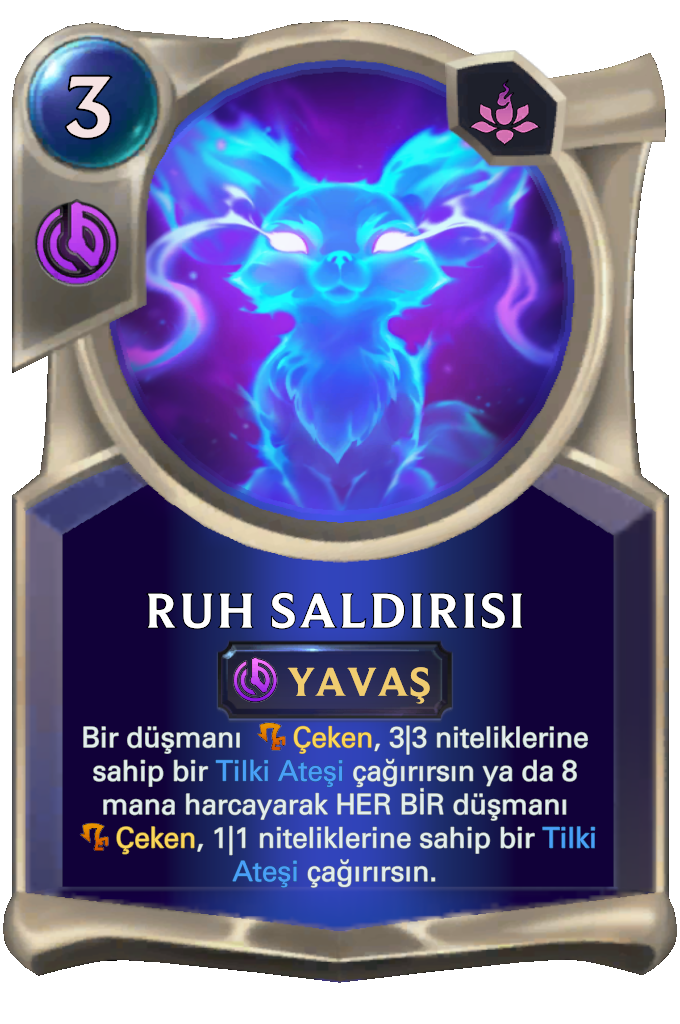 3
RUH SALDIRISI
YAVAŞ
Bir düşmanı Çeken, 3|3 niteliklerine
sahip bir Tilki Ateşi çağırırsın ya da 8
mana harcayarak HER BİR düşmanı
Çeken, 1|1 niteliklerine sahip bir Tilki
Ateşi çağırırsın.